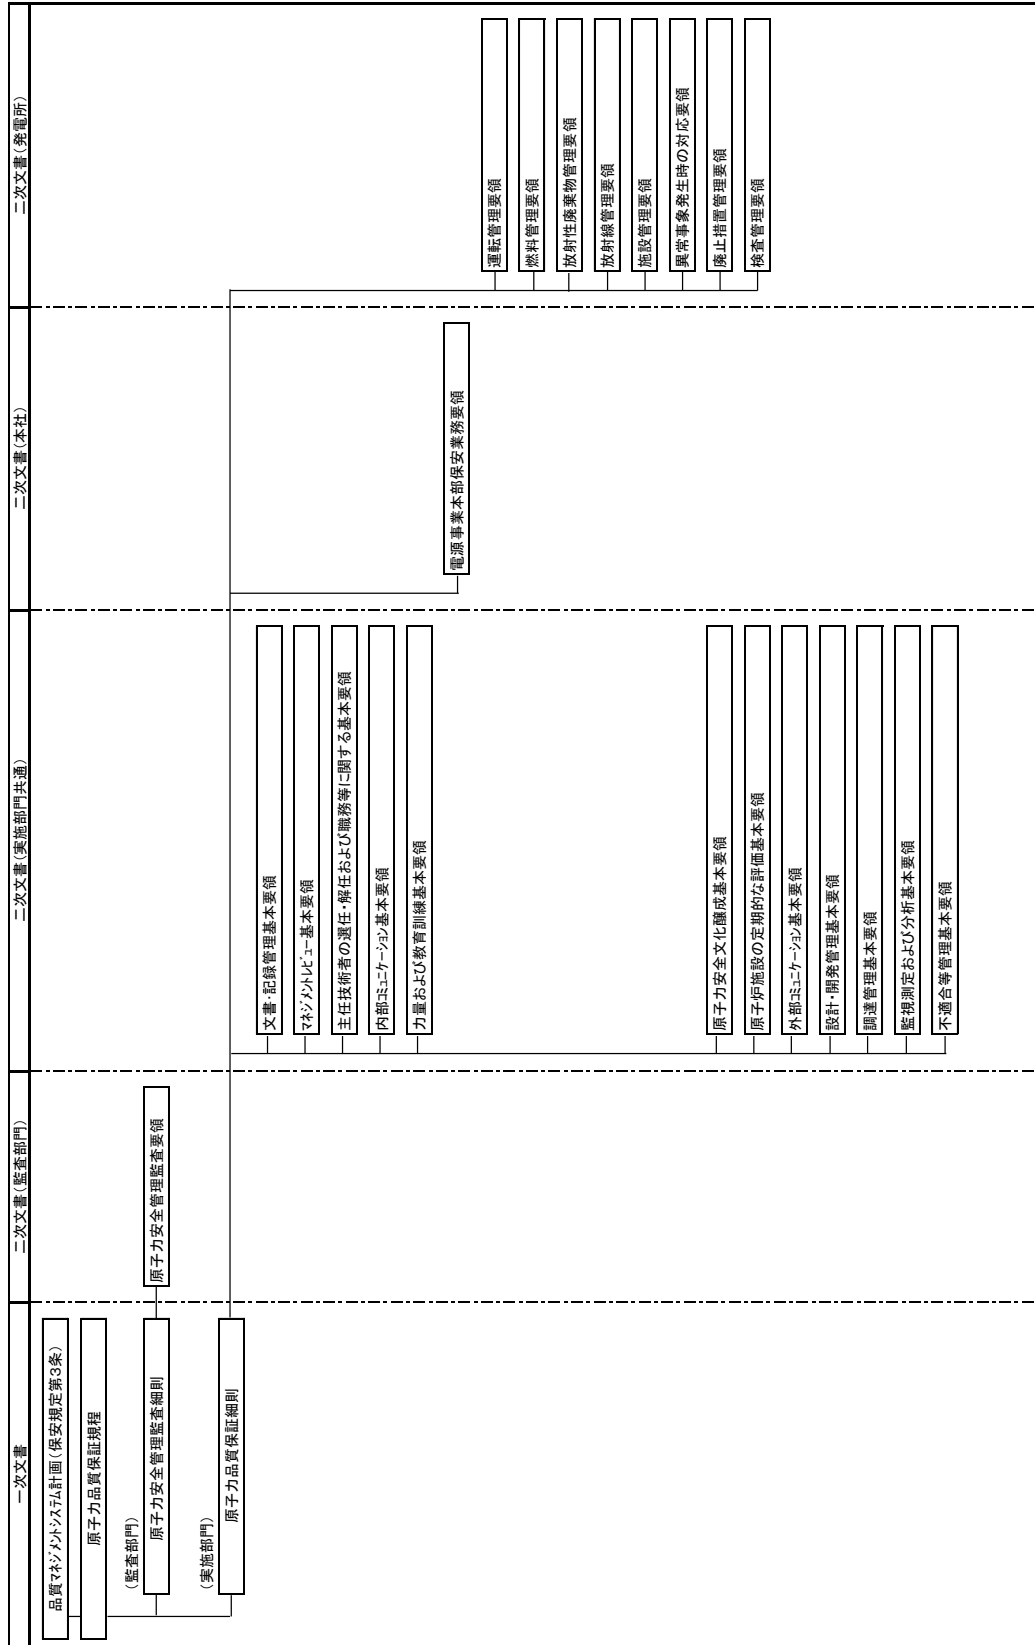 一次文書
二次文書(監査部門)
二次文書(実施部門共通)
二次文書(本社)
二次文書(発電所)
品質マネジメントシステム計画(保安規定第3条)
原子力品質保証規程
(監査部門)
原子力安全管理監査細則
原子力安全管理監査要領
(実施部門)
原子力品質保証細則
文書・記録管理基本要領
マネジメントレビュー基本要領
主任技術者の選任・解任および職務等に関する基本要領
内部コミュニケーション基本要領
力量および教育訓練基本要領
電源事業本部保安業務要領
運転管理要領
燃料管理要領
放射性廃棄物管理要領
放射線管理要領
施設管理要領
異常事象発生時の対応要領
廃止措置管理要領
検査管理要領
原子力安全文化醸成基本要領
原子炉施設の定期的な評価基本要領
外部コミュニケーション基本要領
設計・開発管理基本要領
調達管理基本要領
監視測定および分析基本要領
不適合等管理基本要領